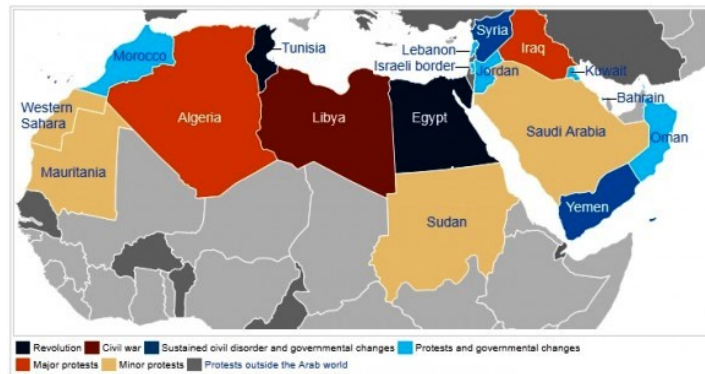 Syria
Iraq
Morocco
Tunisia
Lebanon
Israeli border
Jordan
Kuwait
Western
Sahara
Bahrain
Algeria
Libya
Egypt
Saudi Arabia
Oman
Mauritania
Yemen
Sudan
Revolution Civil war Sustained civil disorder and governmental changes Protests and governmental changes
Major protests Minor protests Protests outside the Arab world